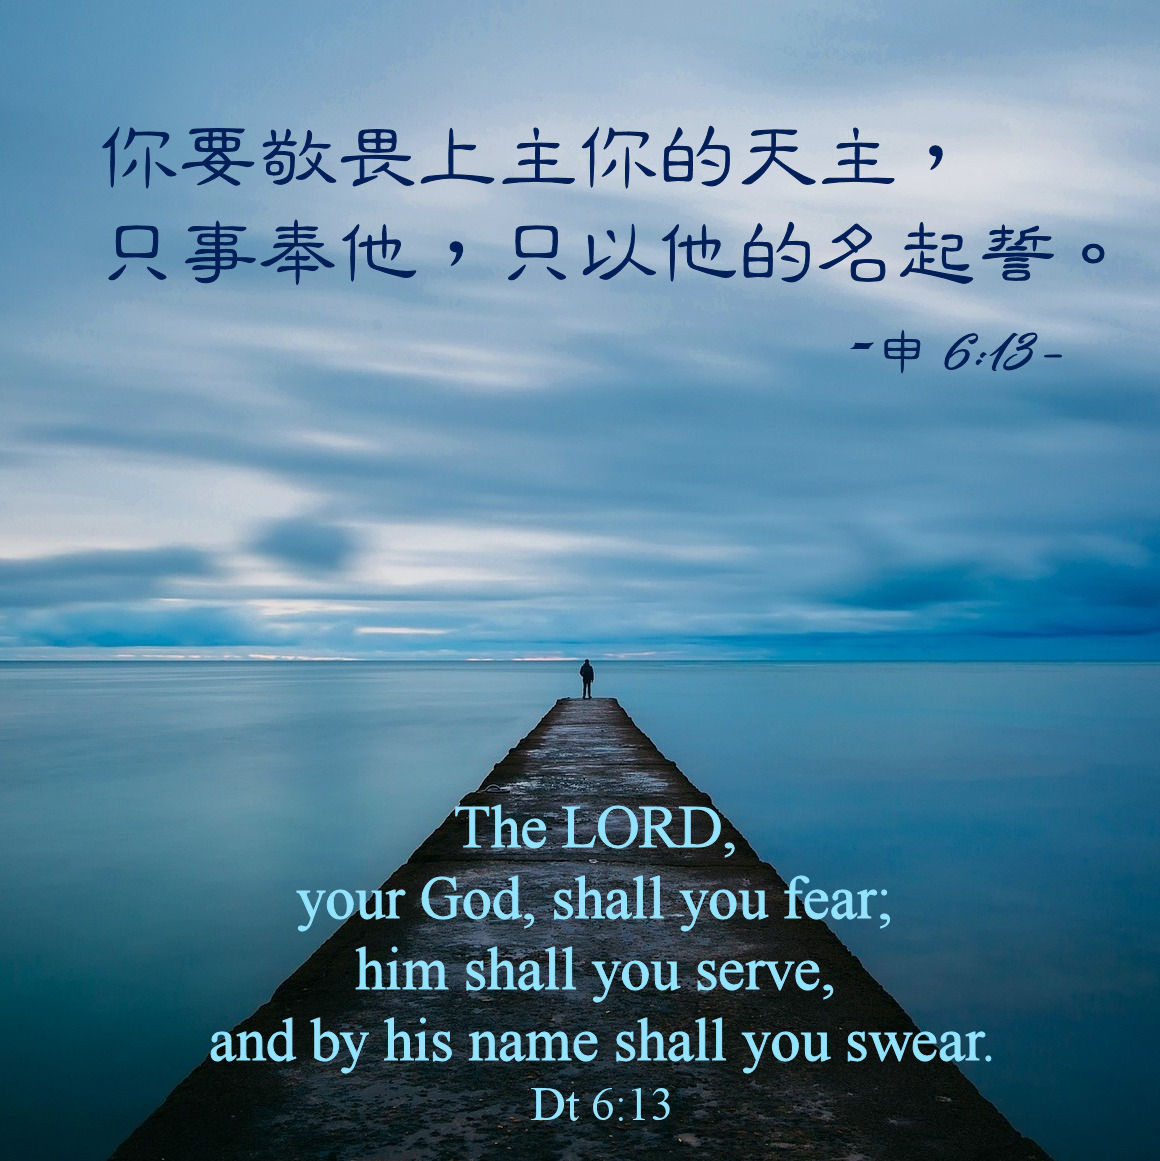 你要敬畏上主你的天主，
只事奉他，只以他的名起誓。
-申 6:13-
The LORD,
your God, shall you fear;
him shall you serve,
and by his name shall you swear.
Dt 6:13